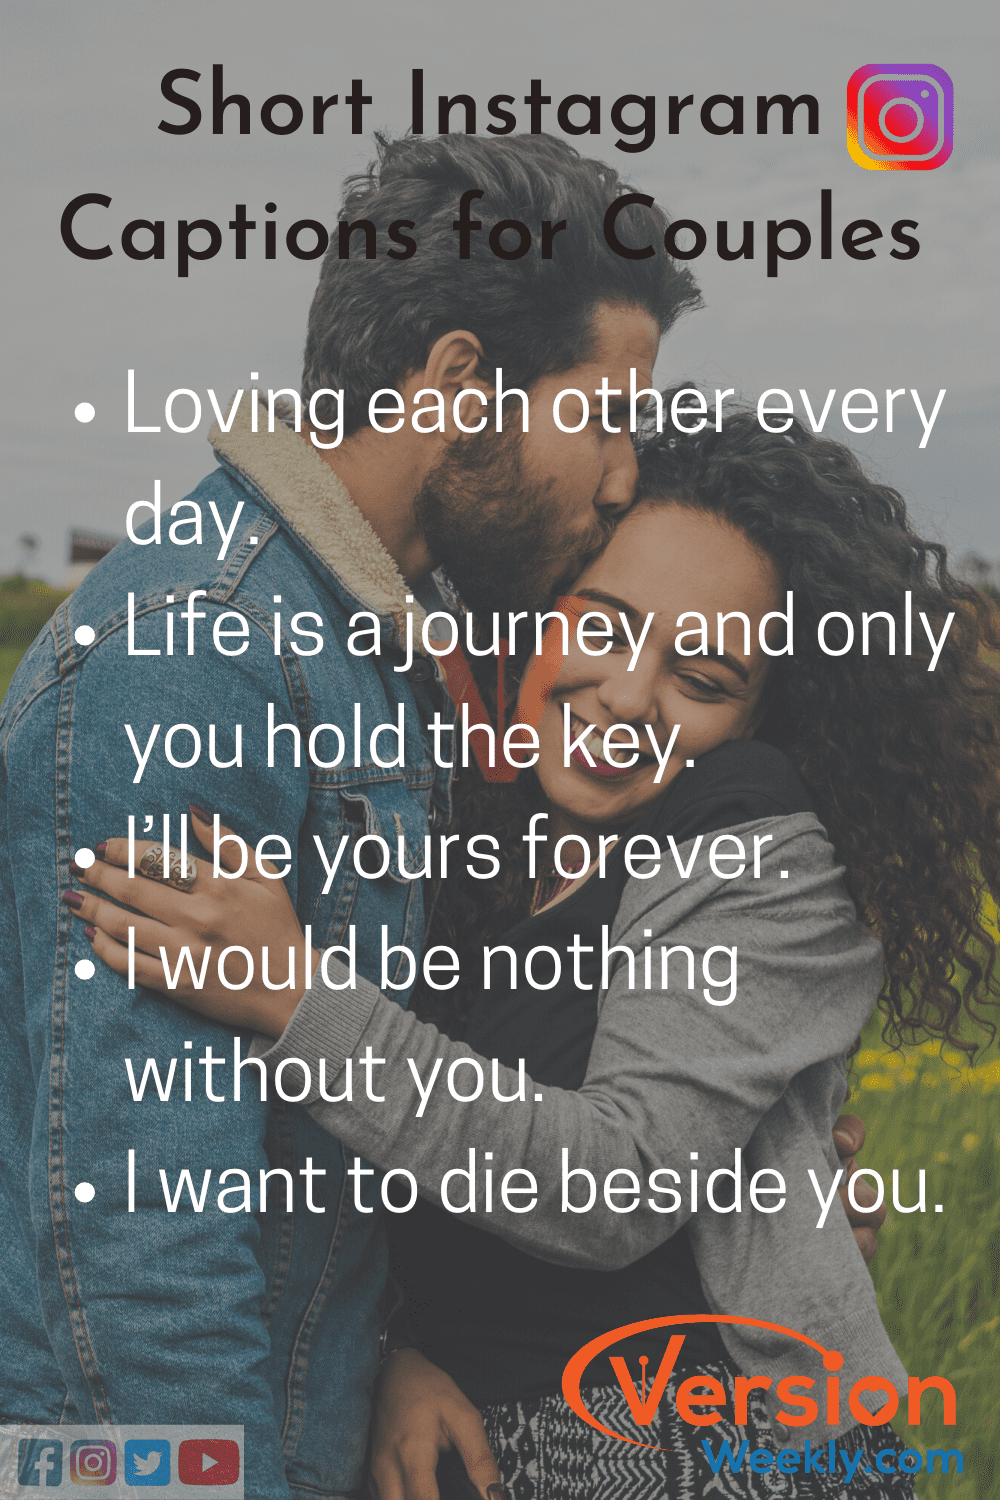 Short Instagram
Captions for Couples
• Loving each other every
day.
• Life is a journey and only
you hold the key.
• I’ll be yours forever.
• I would be nothing
without you.
• I want to die beside you.
Version
Weekly.com